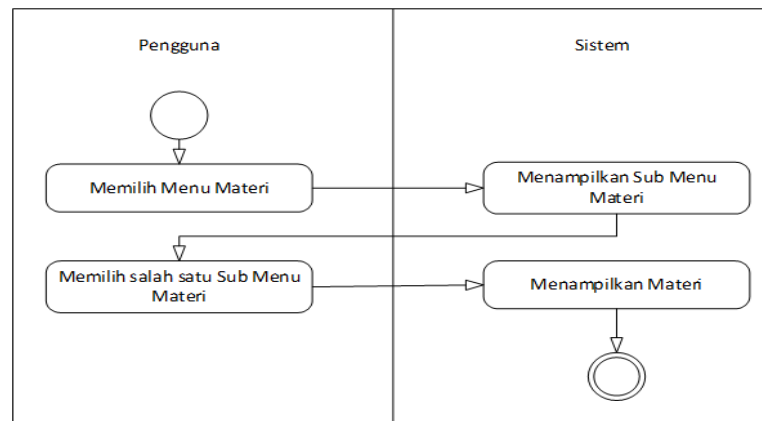 Pengguna
Sistem
Memilih Menu Materi
Menampilkan Sub Menu
Materi
Memilih salah satu Sub Menu
Materi
Menampilkan Materi